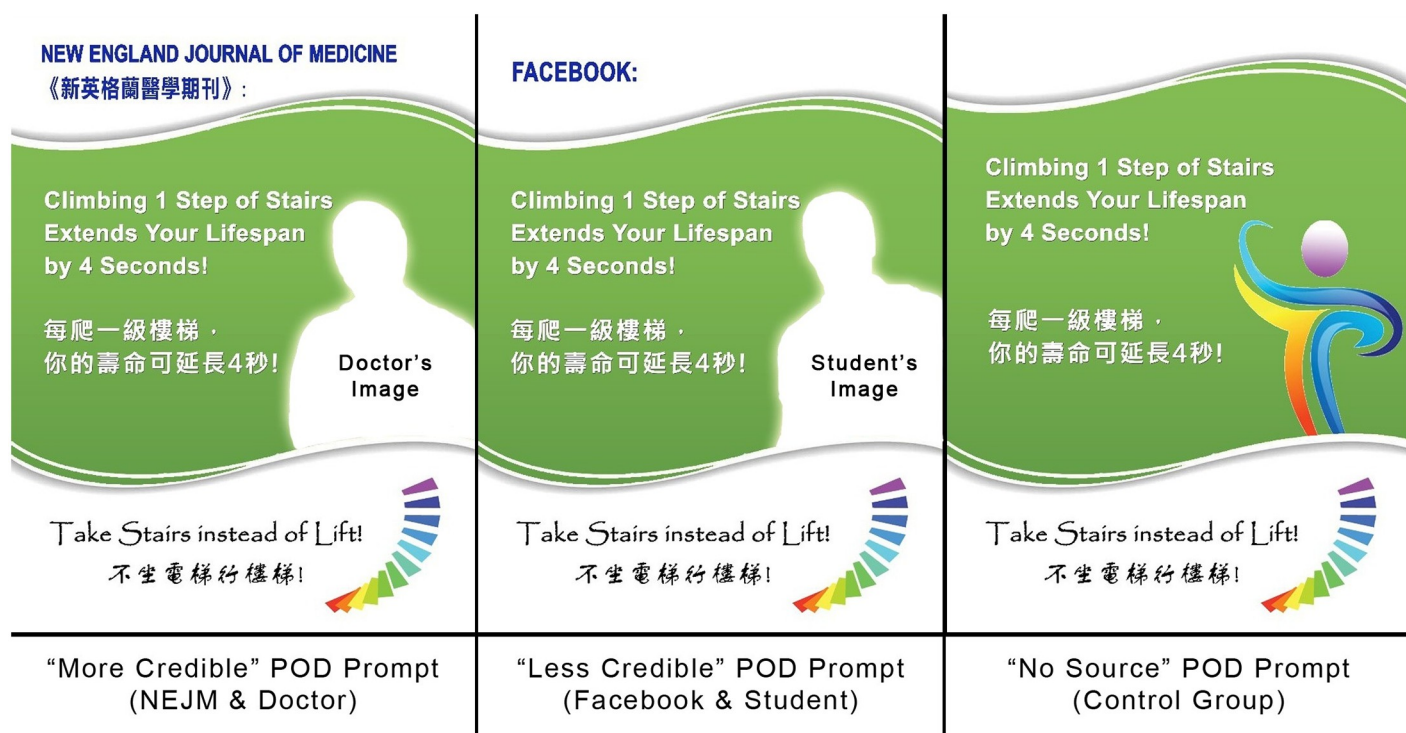 NEW ENGLAND JOURNAL OF MEDICINE
《新英格蘭醫學期刊》:
Climbing 1 Step of Stairs
Extends Your Lifespan
by 4 Seconds!
每爬一級樓梯，
你的壽命可延長4秒!
Doctor's
Image
Take Stairs instead of Lift!
不坐電梯行樓梯!
“More Credible” POD Prompt
(NEJM & Doctor)
FACEBOOK:
Climbing 1 Step of Stairs
Extends Your Lifespan
by 4 Seconds!
每爬一級樓梯，
你的壽命可延長4秒!
Student's
Image
Take Stairs instead of Lift!
不坐電梯行樓梯!
“Less Credible” POD Prompt
(Facebook & Student)
Climbing 1 Step of Stairs
Extends Your Lifespan
by 4 Seconds!
每爬一級樓梯，
你的壽命可延長4秒!
Take Stairs instead of Lift!
不坐電梯行樓梯!
“No Source” POD Prompt
(Control Group)